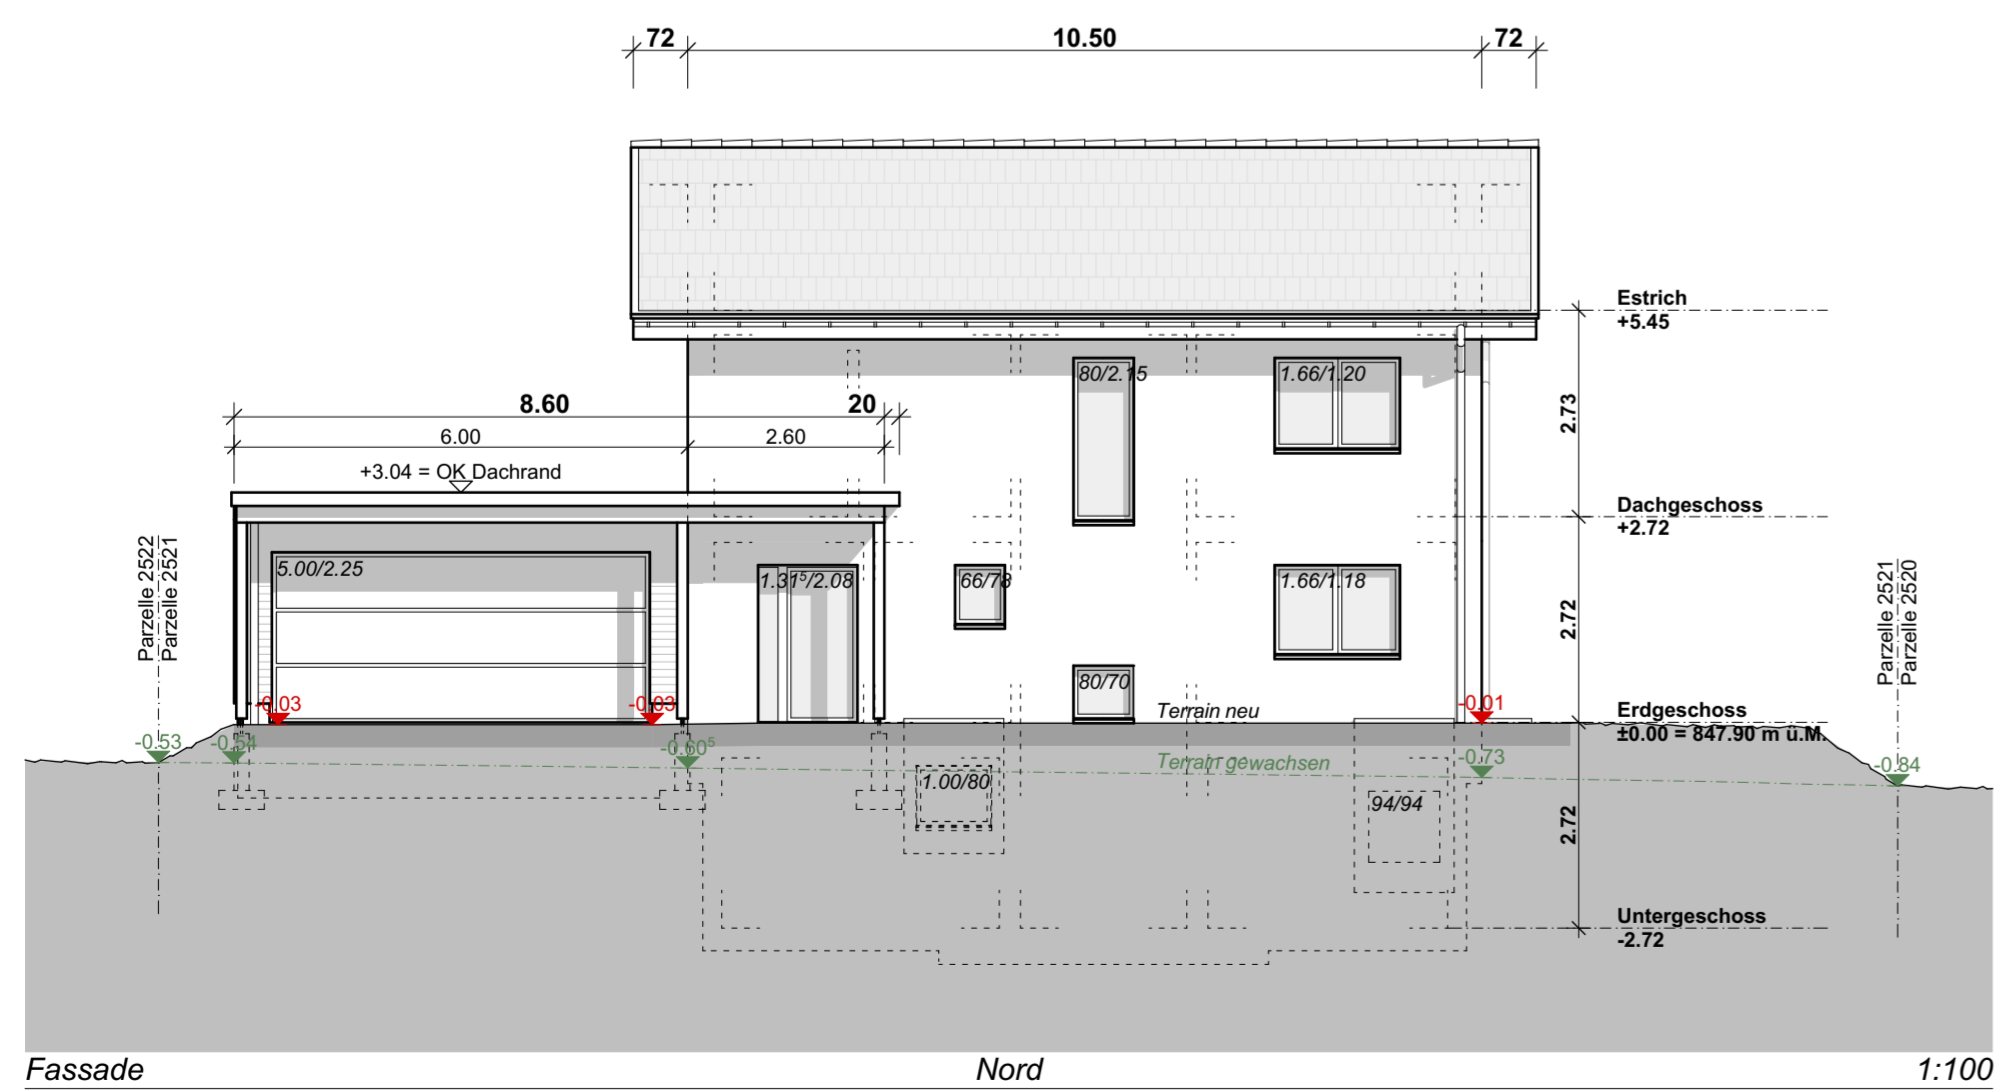 72 10.50 72
Estrich
+5.45
80/2.15 1.66/1.20
8.60 20
2.73
6.00 2.60
+3.04 = OK Dachrand
Dachgeschoss
+2.72
Parzelle 2522
Parzelle 2521
5.00/2.25
1.31⁵/2.08
66/78
1.66/1.18
2.72
Parzelle 2521
Parzelle 2520
80/70
-0.03 -0.03 -0.01
Terrain neu
Erdgeschoss
±0.00 = 847.90 m ü.M.
-0.53 -0.54 -0.60⁵ -0.73 -0.84
Terrain gewachsen
1.00/80
94/94
2.72
Untergeschoss
-2.72
Fassade Nord 1:100